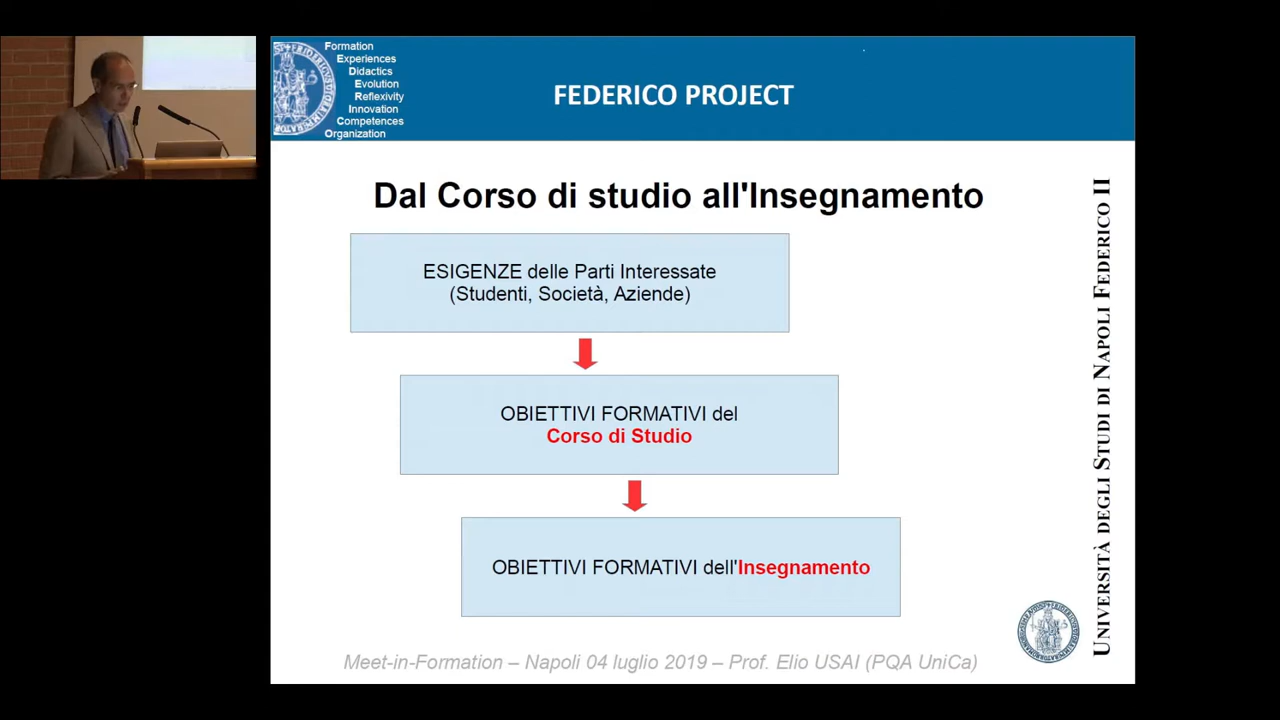 Formation
Experiences
Didactics
Evolution
Reflexivity
Innovation
Competences
Organization
FEDERICO PROJECT
Dal Corso di studio all'Insegnamento
ESIGENZE delle Parti Interessate
(Studenti, Società, Aziende)
OBIETTIVI FORMATIVI del
Corso di Studio
OBIETTIVI FORMATIVI dell'Insegnamento
UNIVERSITÀ DEGLI STUDI DI NAPOLI FEDERICO II
Meet-in-Formation – Napoli 04 luglio 2019 – Prof. Elio USAI (PQA UniCa)